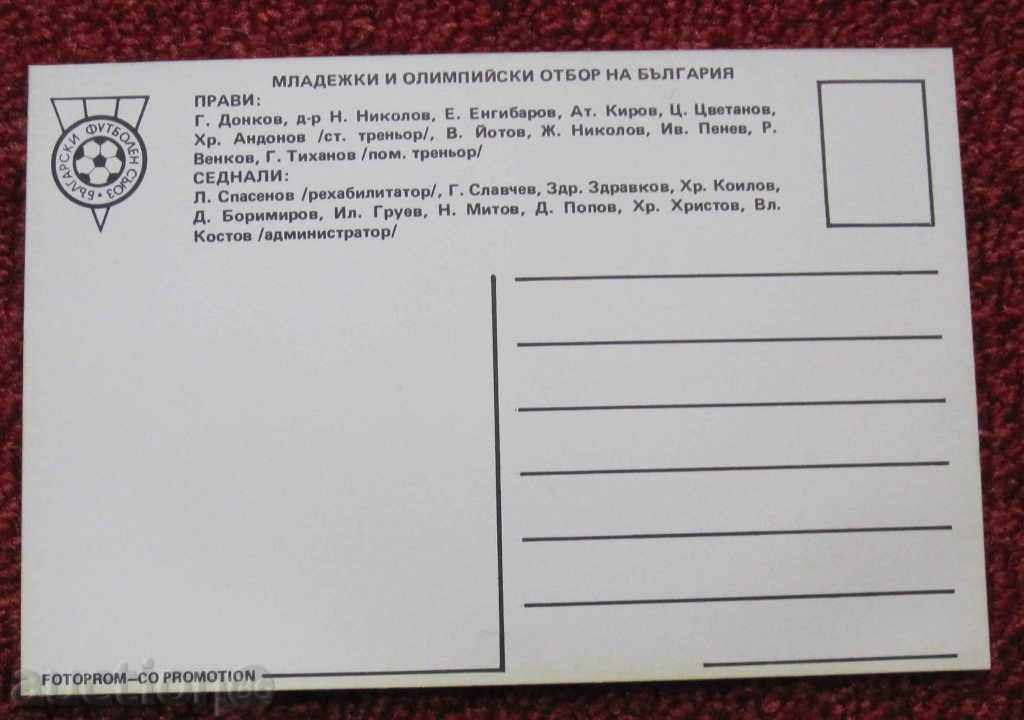 МЛАДЕЖКИ И ОЛИМПИЙСКИ ОТБОР НА БЪЛГАРИЯ
ПРАВИ:
Г. Донков, д-р Н. Николов, Е. Енгибаров, Ат. Киров, Ц. Цветанов,
Хр. Андонов /ст. треньор/, В. Йотов, Ж. Николов, Ив. Пенев, Р.
Венков, Г. Тиханов /пом. треньор/
СЕДНАЛИ:
Л. Спасенов /рехабилитатор/, Г. Славчев, Здр. Здравков, Хр. Коилов,
Д. Боримиров, Ил. Груев, Н. Митов, Д. Попов, Хр. Христов, Вл.
Костов /администратор/
БЪЛГАРСКИ ФУТБОЛЕН СЪЮЗ
FOTOPROM—CO PROMOTION